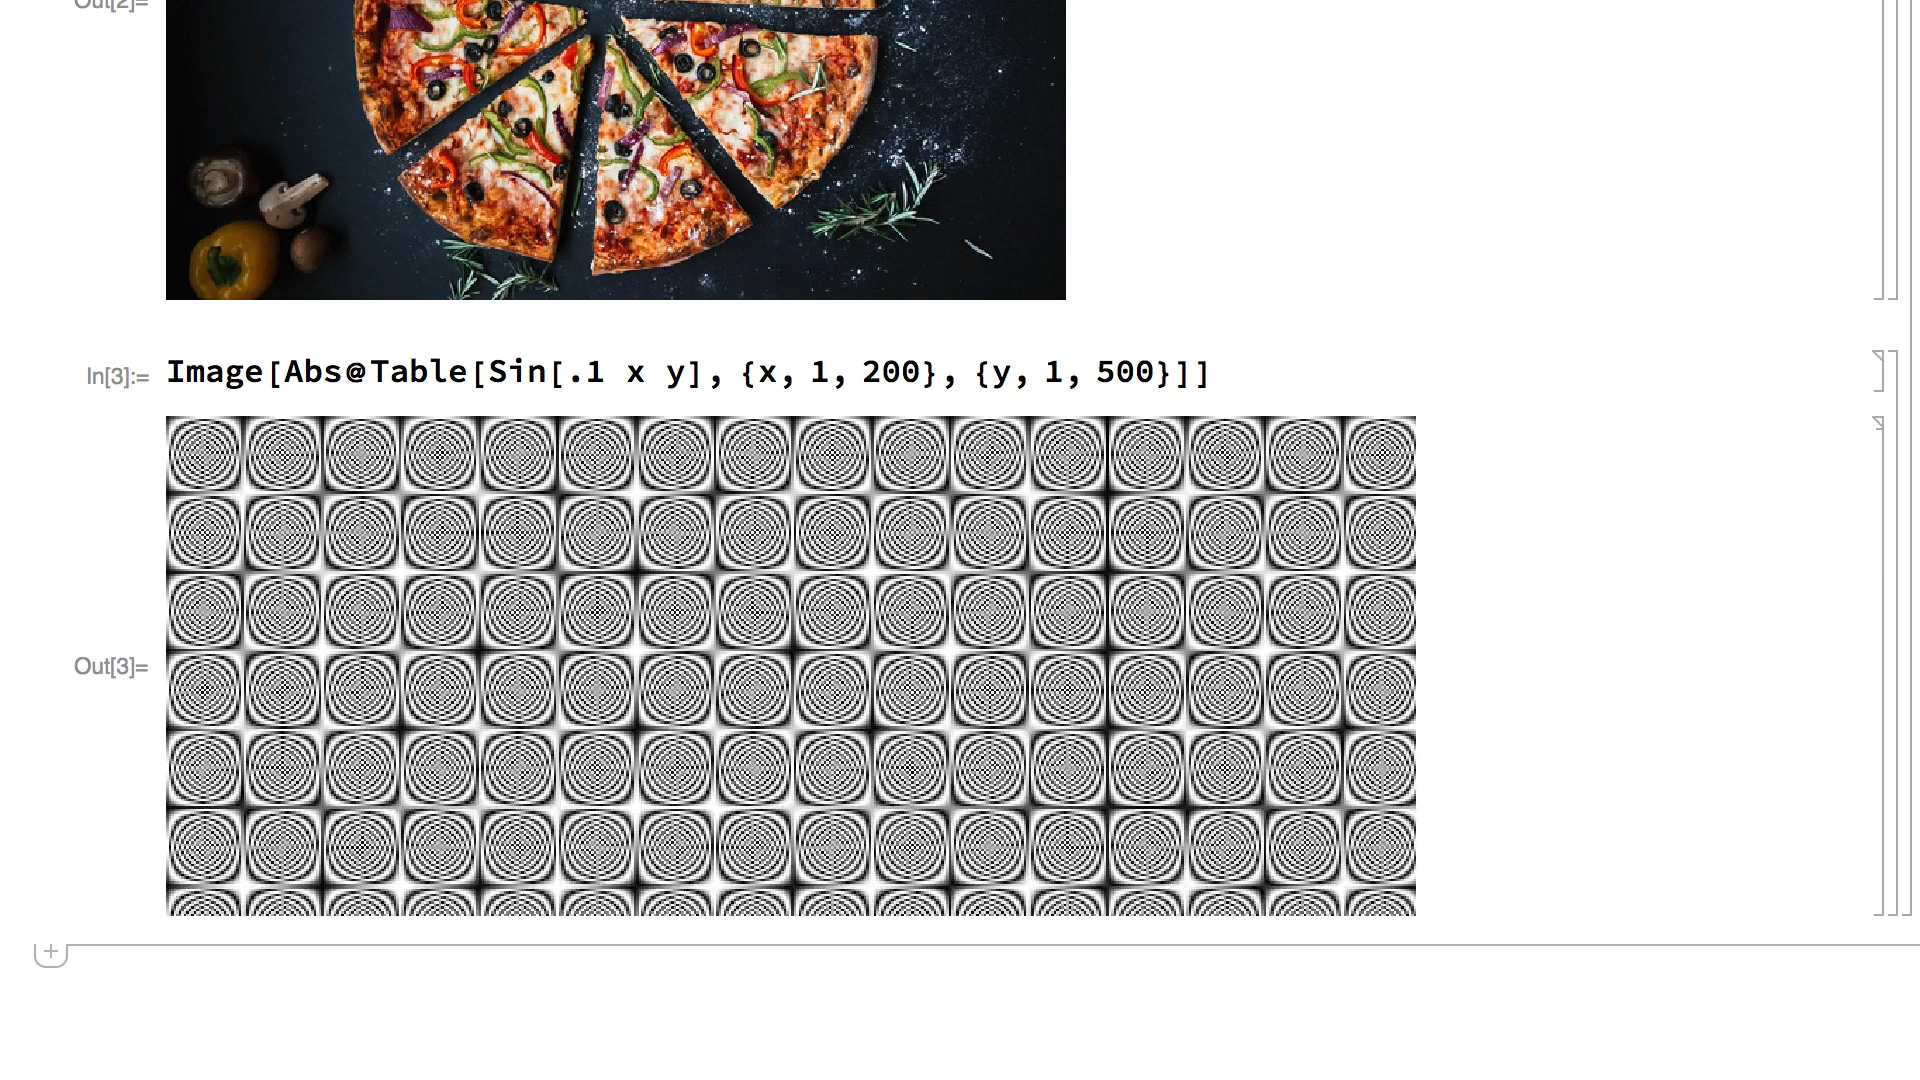 Out[2]=
In[3]:= Image[Abs@Table[Sin[.1 x y], {x, 1, 200}, {y, 1, 500}]]
Out[3]=